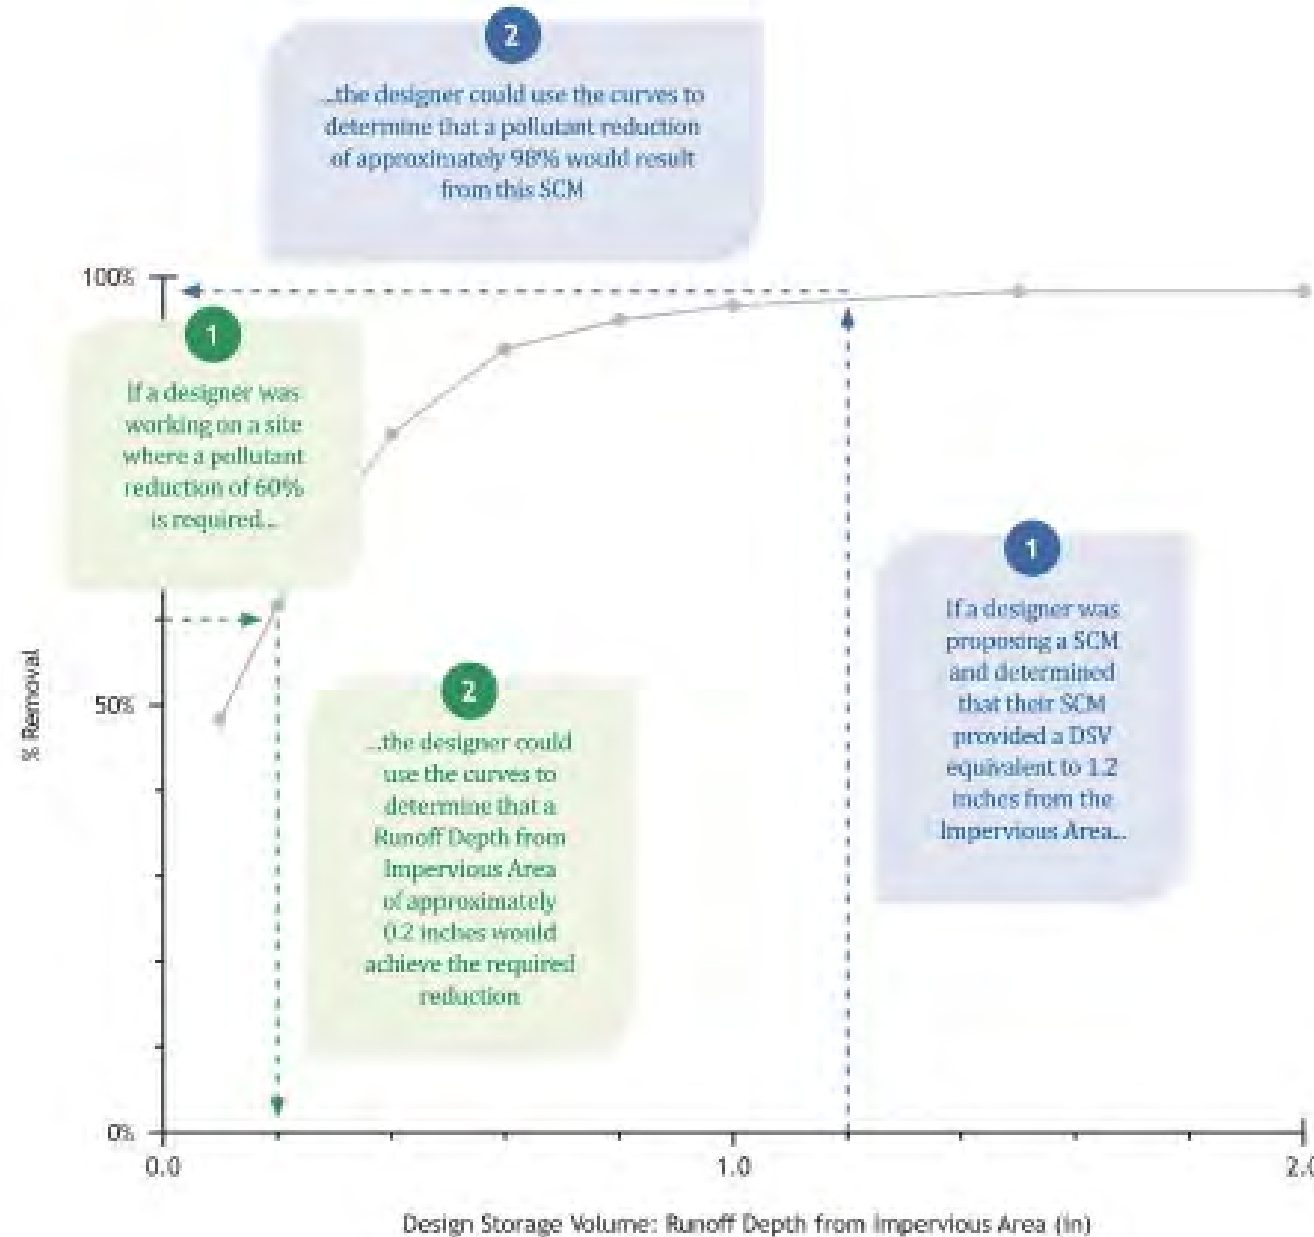 2
...the designer could use the curves to
determine that a pollutant reduction
of approximately 98% would result
from this SCM
100%
1
If a designer was
working on a site
where a pollutant
reduction of 60%
is required...
1
If a designer was
proposing a SCM
and determined
that their SCM
provided a DSV
equivalent to 1.2
inches from the
Impervious Area...
% Removal
50%
2
...the designer could
use the curves to
determine that a
Runoff Depth from
Impervious Area
of approximately
0.2 inches would
achieve the required
reduction
0%
0.0
1.0
2.0
Design Storage Volume: Runoff Depth from Impervious Area (in)